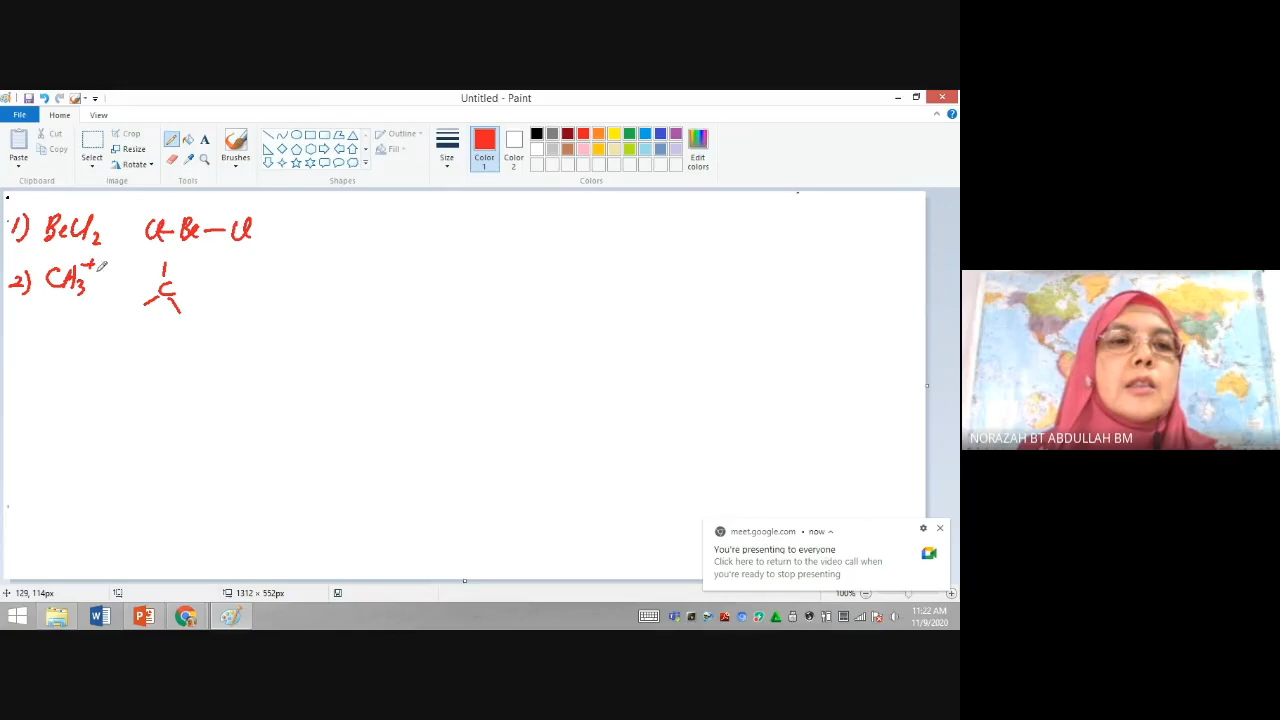 Untitled - Paint
File Home View
Paste
Cut
Copy
Clipboard
Select
Crop
Resize
Rotate
Image
Tools
Brushes
Shapes
Outline
Fill
Size
Color 1
Color 2
Edit colors
Colors
1) BeCl2 Cl-Be-Cl
2) CH3+ C
NORAZAH BT ABDULLAH BM
meet.google.com • now
You're presenting to everyone
Click here to return to the video call when
you're ready to stop presenting
129, 114px
1312 × 552px
100%
11:22 AM
11/9/2020